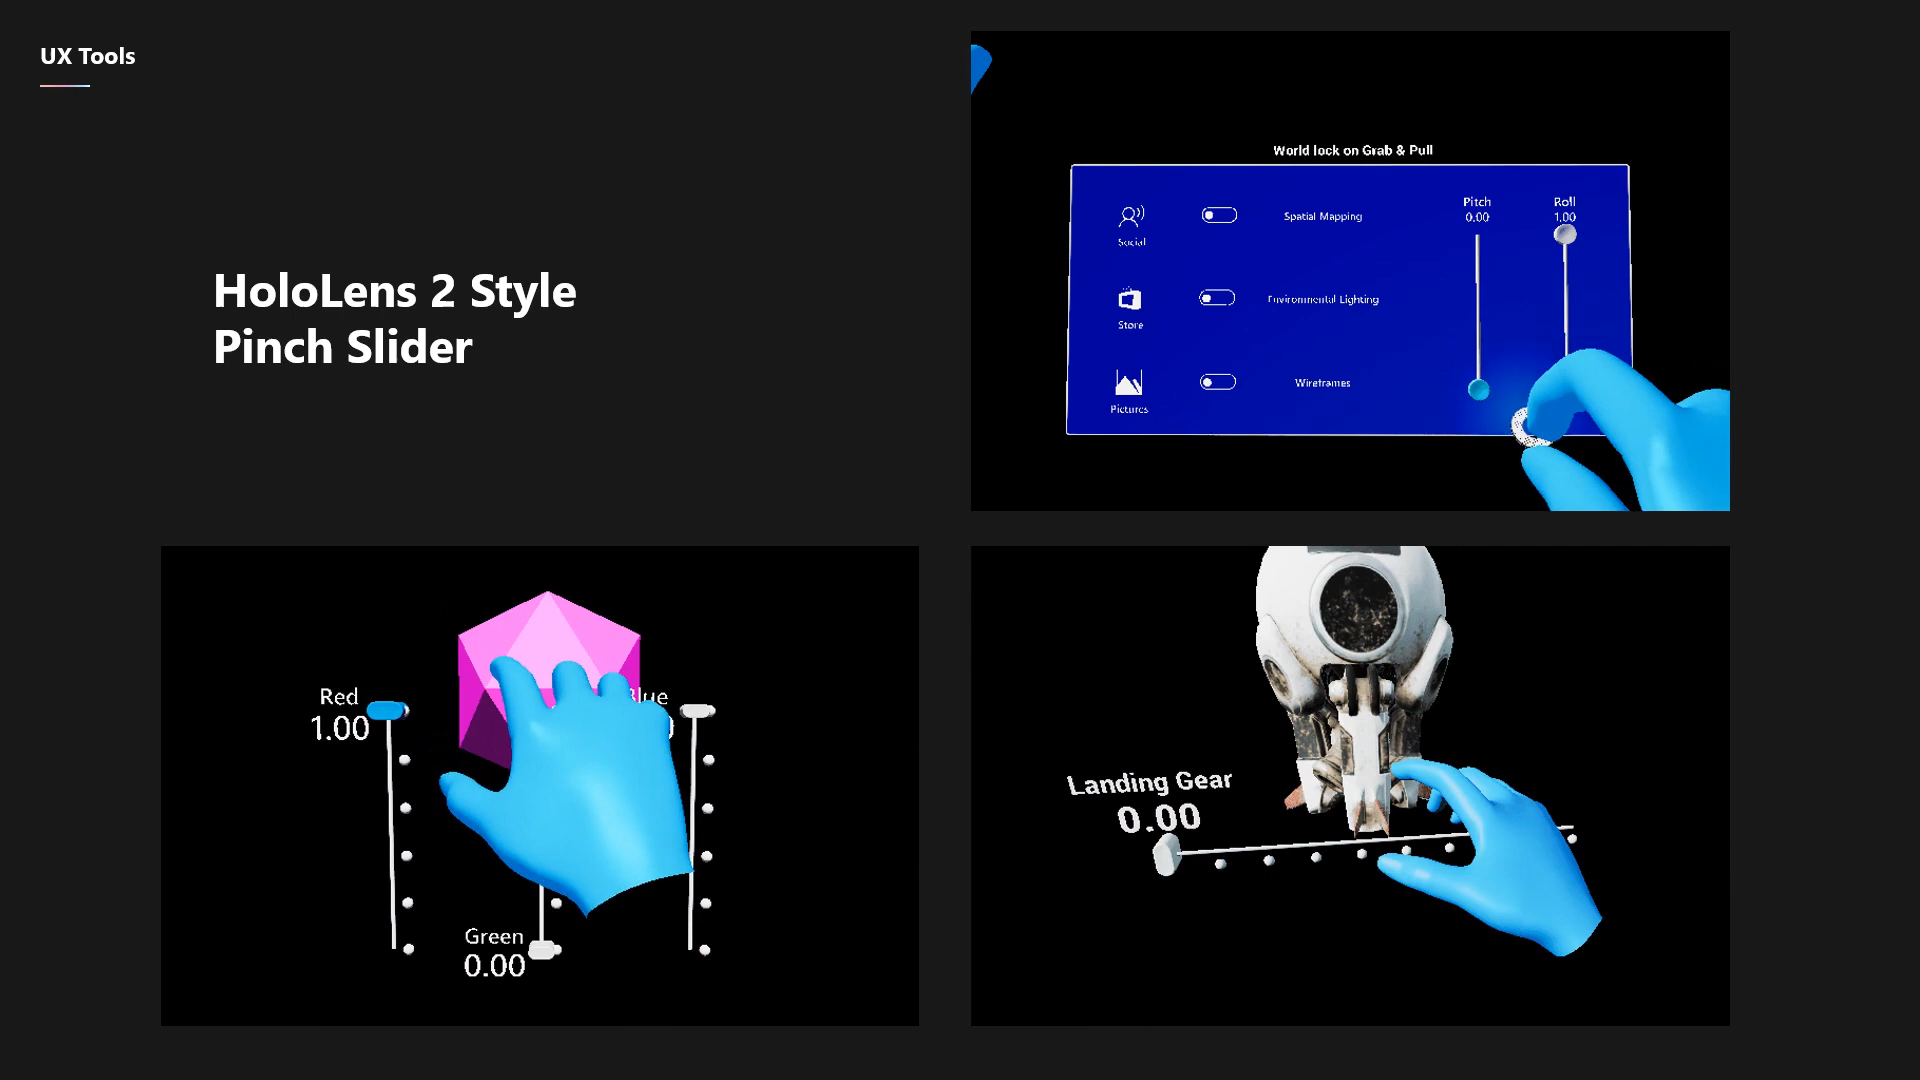 UX Tools
HoloLens 2 Style
Pinch Slider
World lock on Grab & Pull
Social
Spatial Mapping
Pitch
0.00
Roll
1.00
Store
Environmental Lighting
Pictures
Wireframes
Red
1.00
Blue
Green
0.00
Landing Gear
0.00